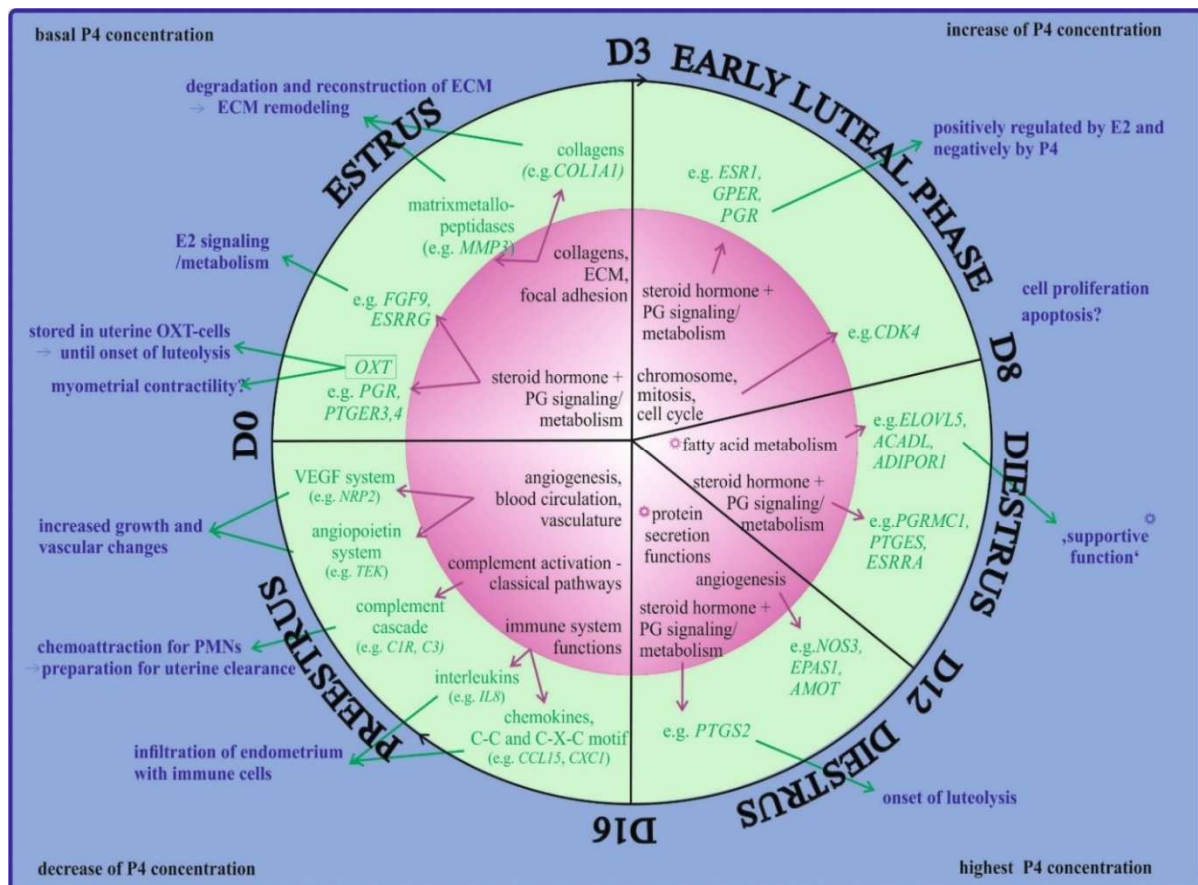 basal P4 concentration
increase of P4 concentration
D3
EARLY LUTEAL PHASE
degradation and reconstruction of ECM
→ ECM remodeling
ESTRUS
collagens
(e.g.COL1A1)
matrixmetallo-
peptidases
(e.g. MMP3)
collagens,
ECM,
focal adhesion
E2 signaling
/metabolism
e.g. FGF9,
ESRRG
stored in uterine OXT-cells
→ until onset of luteolysis
myometrial contractility?
OXT
e.g. PGR,
PTGER3,4
steroid hormone +
PG signaling/
metabolism
D0
positively regulated by E2 and
negatively by P4
e.g. ESR1,
GPER,
PGR
steroid hormone +
PG signaling/
metabolism
cell proliferation
apoptosis?
e.g.CDK4
chromosome,
mitosis,
cell cycle
D8
DIESTRUS
fatty acid metabolism
e.g.ELOVL5,
ACADL,
ADIPOR1
steroid hormone +
PG signaling/
metabolism
e.g.PGRMC1,
PTGES,
ESRRA
‚supportive
function‘
D12
DIESTRUS
protein
secretion
functions
angiogenesis
e.g.NOS3,
EPAS1,
AMOT
steroid hormone +
PG signaling/
metabolism
e.g. PTGS2
onset of luteolysis
D16
PREESTRUS
VEGF system
(e.g. NRP2)
angiopoietin
system
(e.g. TEK)
angiogenesis,
blood circulation,
vasculature
increased growth and
vascular changes
complement activation -
classical pathways
complement
cascade
(e.g. C1R, C3)
chemoattraction for PMNs
→preparation for uterine clearance
immune system
functions
interleukins
(e.g. IL8)
chemokines,
C-C and C-X-C motif
(e.g. CCL15, CXC1)
infiltration of endometrium
with immune cells
decrease of P4 concentration
highest P4 concentration